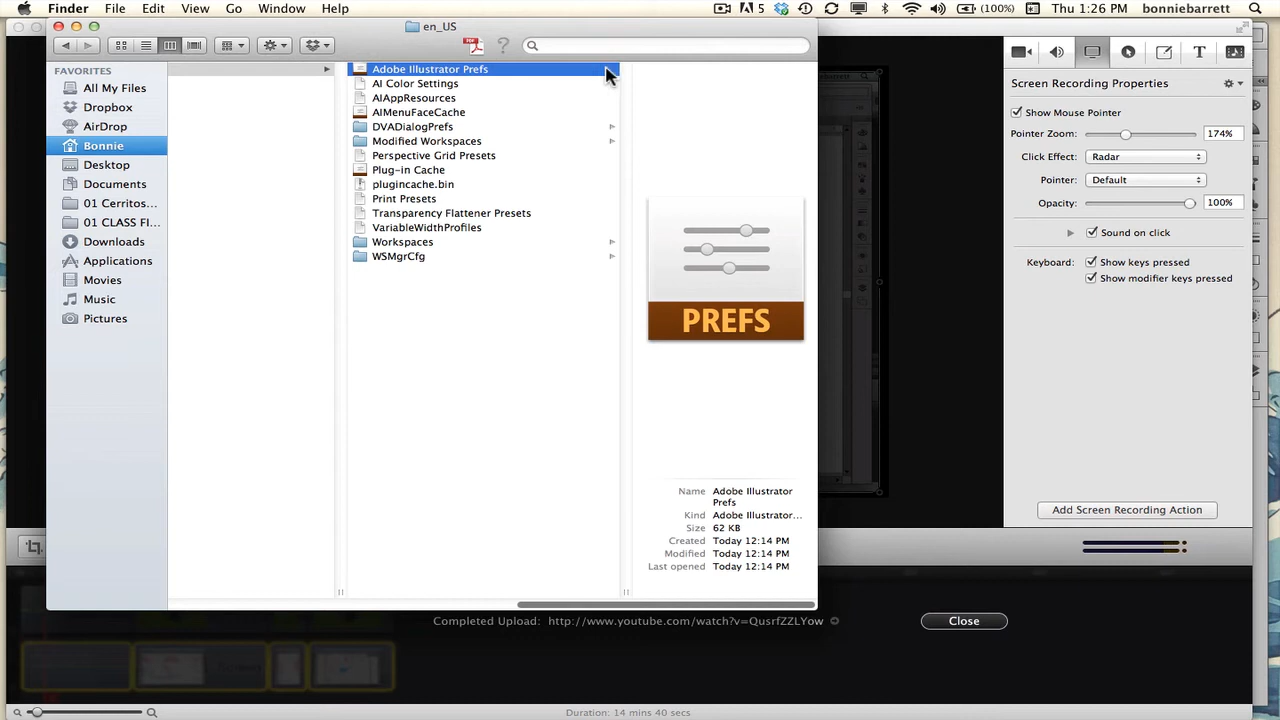 Finder File Edit View Go Window Help
5
(100%) Thu 1:26 PM bonniebarrett
en_US
FAVORITES
All My Files
Dropbox
AirDrop
Bonnie
Desktop
Documents
01 Cerritos...
01 CLASS FI...
Downloads
Applications
Movies
Music
Pictures
Adobe Illustrator Prefs
AI Color Settings
AIAppResources
AIMenuFaceCache
DVADialogPrefs
Modified Workspaces
Perspective Grid Presets
Plug-in Cache
plugincache.bin
Print Presets
Transparency Flattener Presets
VariableWidthProfiles
Workspaces
WSMgrCfg
PREFS
Name Adobe Illustrator
Prefs
Kind Adobe Illustrator...
Size 62 KB
Created Today 12:14 PM
Modified Today 12:14 PM
Last opened Today 12:14 PM
Screen Recording Properties
Show Mouse Pointer
Pointer Zoom: 174%
Click Effect: Radar
Pointer: Default
Opacity: 100%
Sound on click
Keyboard: Show keys pressed
Show modifier keys pressed
Add Screen Recording Action
Completed Upload: http://www.youtube.com/watch?v=QusrfZZLYow
Close
Duration: 14 mins 40 secs